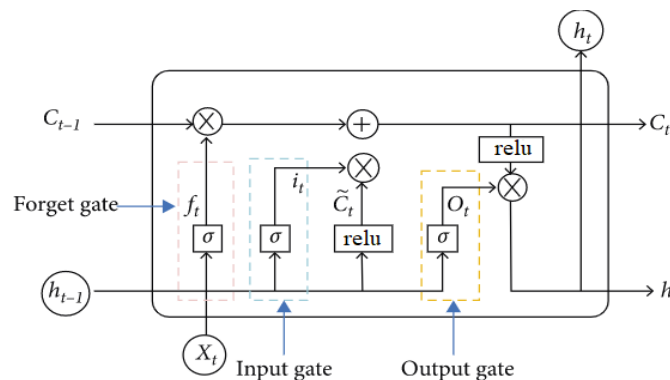 h_t
C_{t-1}
C_t
relu
i_t
C̃_t
O_t
Forget gate
f_t
σ
σ
relu
σ
h_{t-1}
h
X_t
Input gate
Output gate